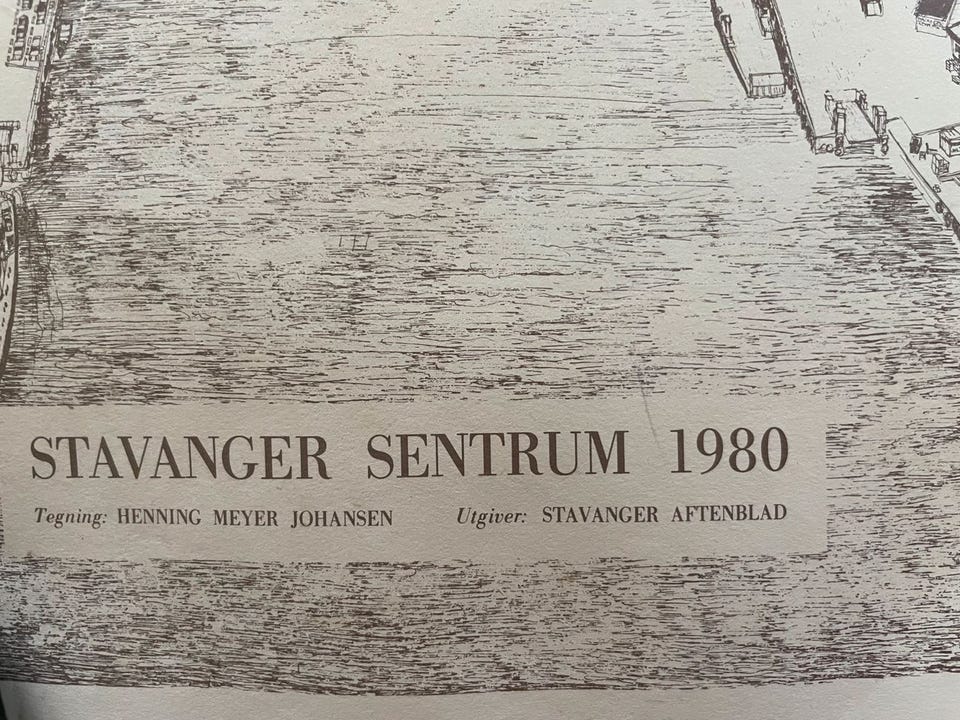 STAVANGER SENTRUM 1980
Tegning: HENNING MEYER JOHANSEN Utgiver: STAVANGER AFTENBLAD